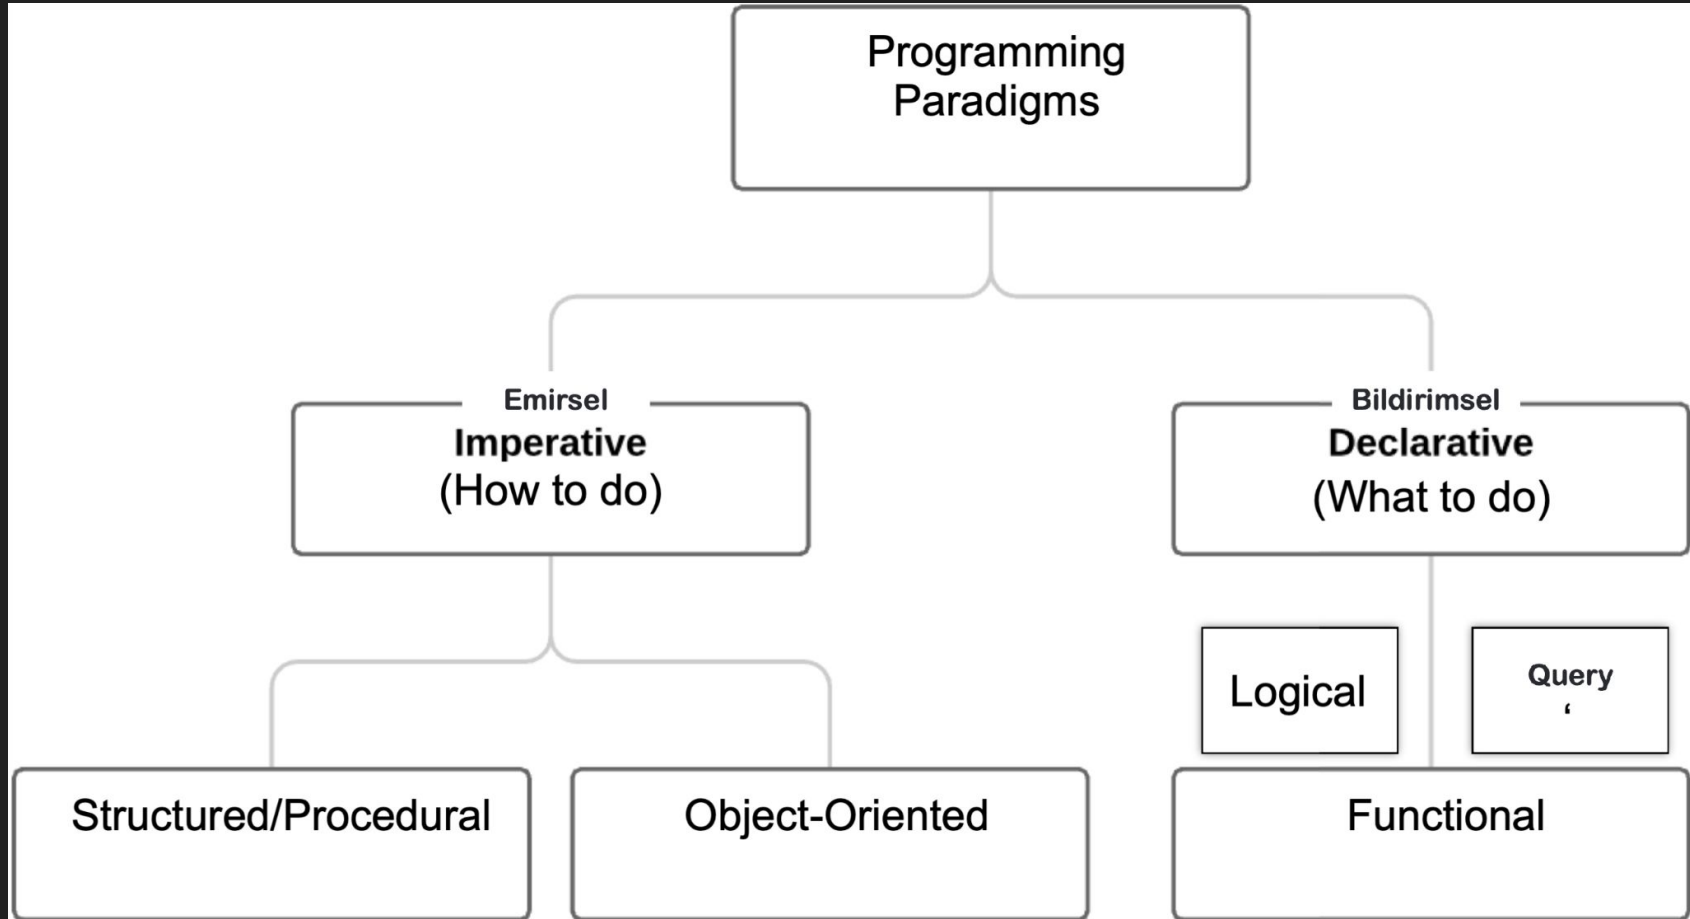 Programming
Paradigms
Emirsel
Imperative
(How to do)
Bildirimsel
Declarative
(What to do)
Logical
Query
‘
Structured/Procedural
Object-Oriented
Functional